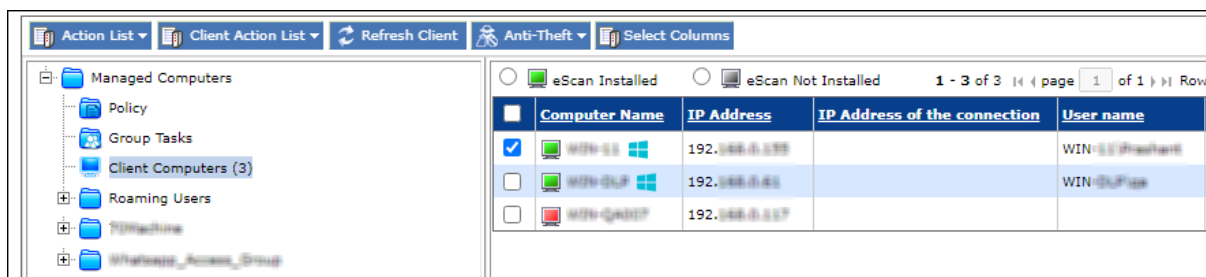 Action List Client Action List Refresh Client Anti-Theft Select Columns
Managed Computers
Policy
Group Tasks
Client Computers (3)
Roaming Users
eScan Installed eScan Not Installed 1 - 3 of 3 page 1 of 1 Row
Computer Name IP Address IP Address of the connection User name
192. WIN-
192. WIN-
192.